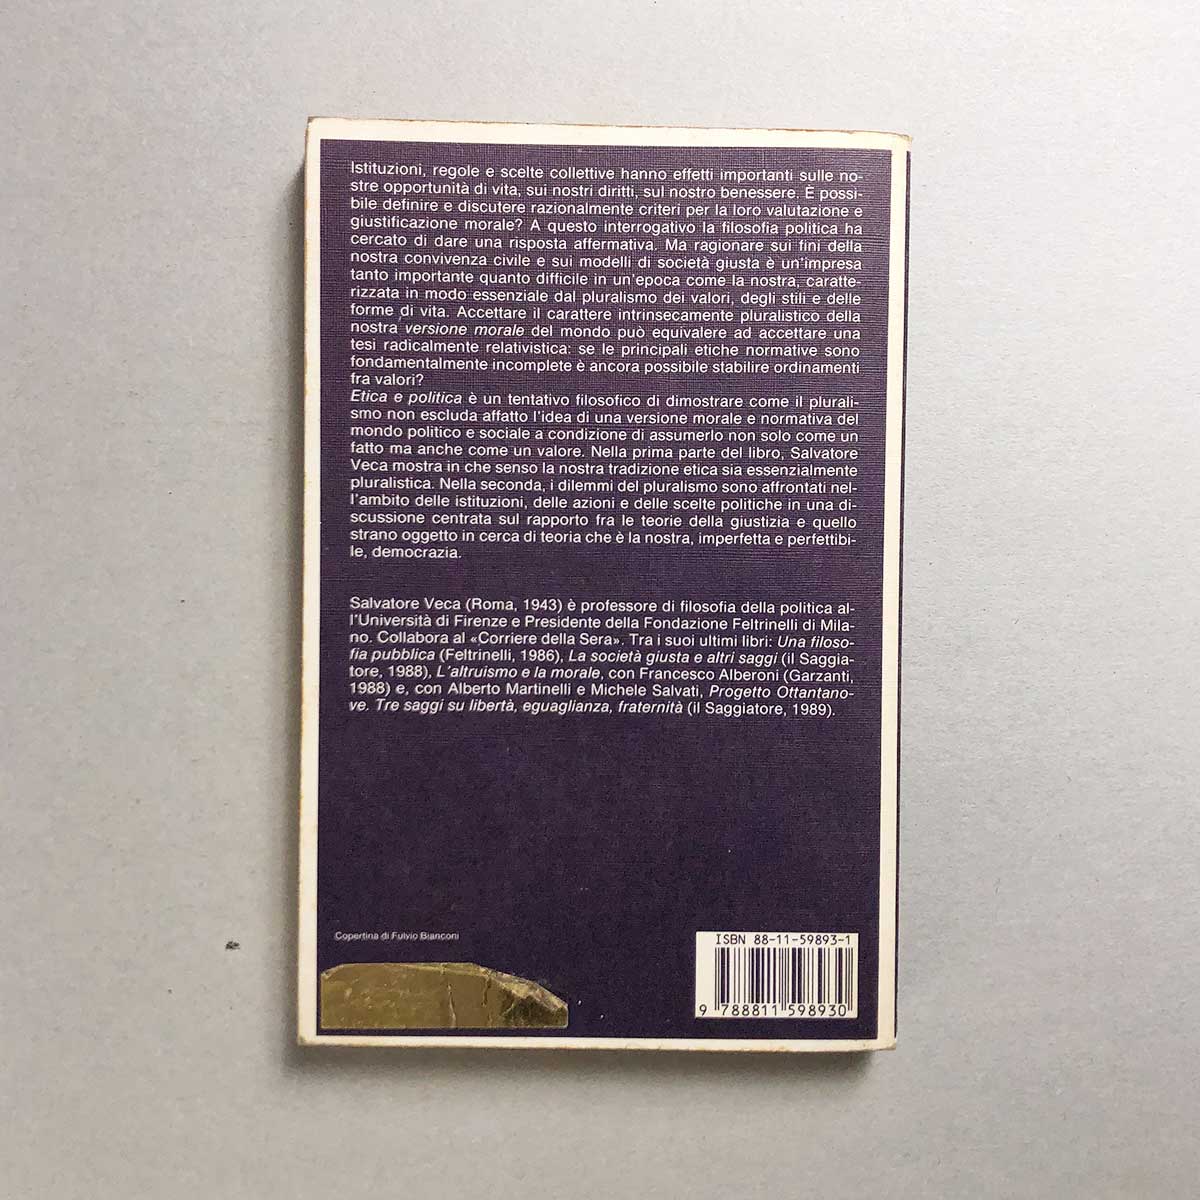 Istituzioni, regole e scelte collettive hanno effetti importanti sulle no-
stre opportunità di vita, sui nostri diritti, sul nostro benessere. È possi-
bile definire e discutere razionalmente criteri per la loro valutazione e
giustificazione morale? A questo interrogativo la filosofia politica ha
cercato di dare una risposta affermativa. Ma ragionare sui fini della
nostra convivenza civile e sui modelli di società giusta è un'impresa
tanto importante quanto difficile in un'epoca come la nostra, caratte-
rizzata in modo essenziale dal pluralismo dei valori, degli stili e delle
forme di vita. Accettare il carattere intrinsecamente pluralistico della
nostra versione morale del mondo può equivalere ad accettare una
tesi radicalmente relativistica: se le principali etiche normative sono
fondamentalmente incomplete è ancora possibile stabilire ordinamenti
fra valori?
Etica e politica è un tentativo filosofico di dimostrare come il plurali-
smo non escluda affatto l'idea di una versione morale e normativa del
mondo politico e sociale a condizione di assumerlo non solo come un
fatto ma anche come un valore. Nella prima parte del libro, Salvatore
Veca mostra in che senso la nostra tradizione etica sia essenzialmente
pluralistica. Nella seconda, i dilemmi del pluralismo sono affrontati nel-
l'ambito delle istituzioni, delle azioni e delle scelte politiche in una di-
scussione centrata sul rapporto fra le teorie della giustizia e quello
strano oggetto in cerca di teoria che è la nostra, imperfetta e perfettibi-
le, democrazia.
Salvatore Veca (Roma, 1943) è professore di filosofia della politica al-
l'Università di Firenze e Presidente della Fondazione Feltrinelli di Mila-
no. Collabora al «Corriere della Sera». Tra i suoi ultimi libri: Una filoso-
fia pubblica (Feltrinelli, 1986), La società giusta e altri saggi (il Saggia-
tore, 1988), L'altruismo e la morale, con Francesco Alberoni (Garzanti,
1988) e, con Alberto Martinelli e Michele Salvati, Progetto Ottantano-
ve. Tre saggi su libertà, eguaglianza, fraternità (il Saggiatore, 1989).
Copertina di Fulvio Bianconi
ISBN 88-11-59893-1
9 788811 598930